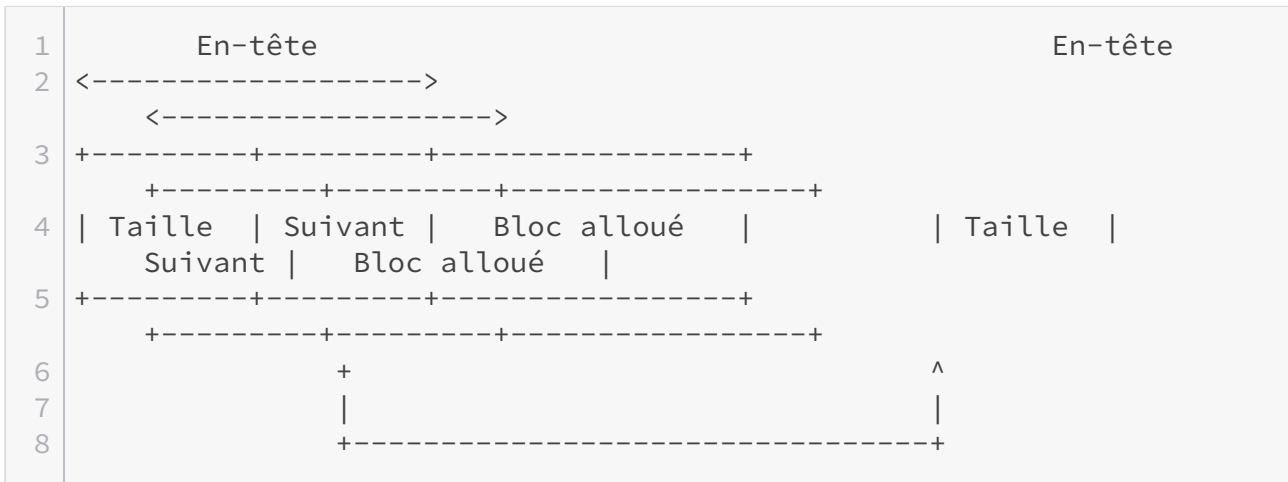 1         En-tête                                          En-tête
2 <------------------->
    <------------------->
3 +---------+---------+-----------------+
    +---------+---------+-----------------+
4 | Taille  | Suivant |   Bloc alloué   |          | Taille  |
    Suivant |   Bloc alloué   |
5 +---------+---------+-----------------+
    +---------+---------+-----------------+
6                +                                 ^
7                |                                 |
8                +---------------------------------+